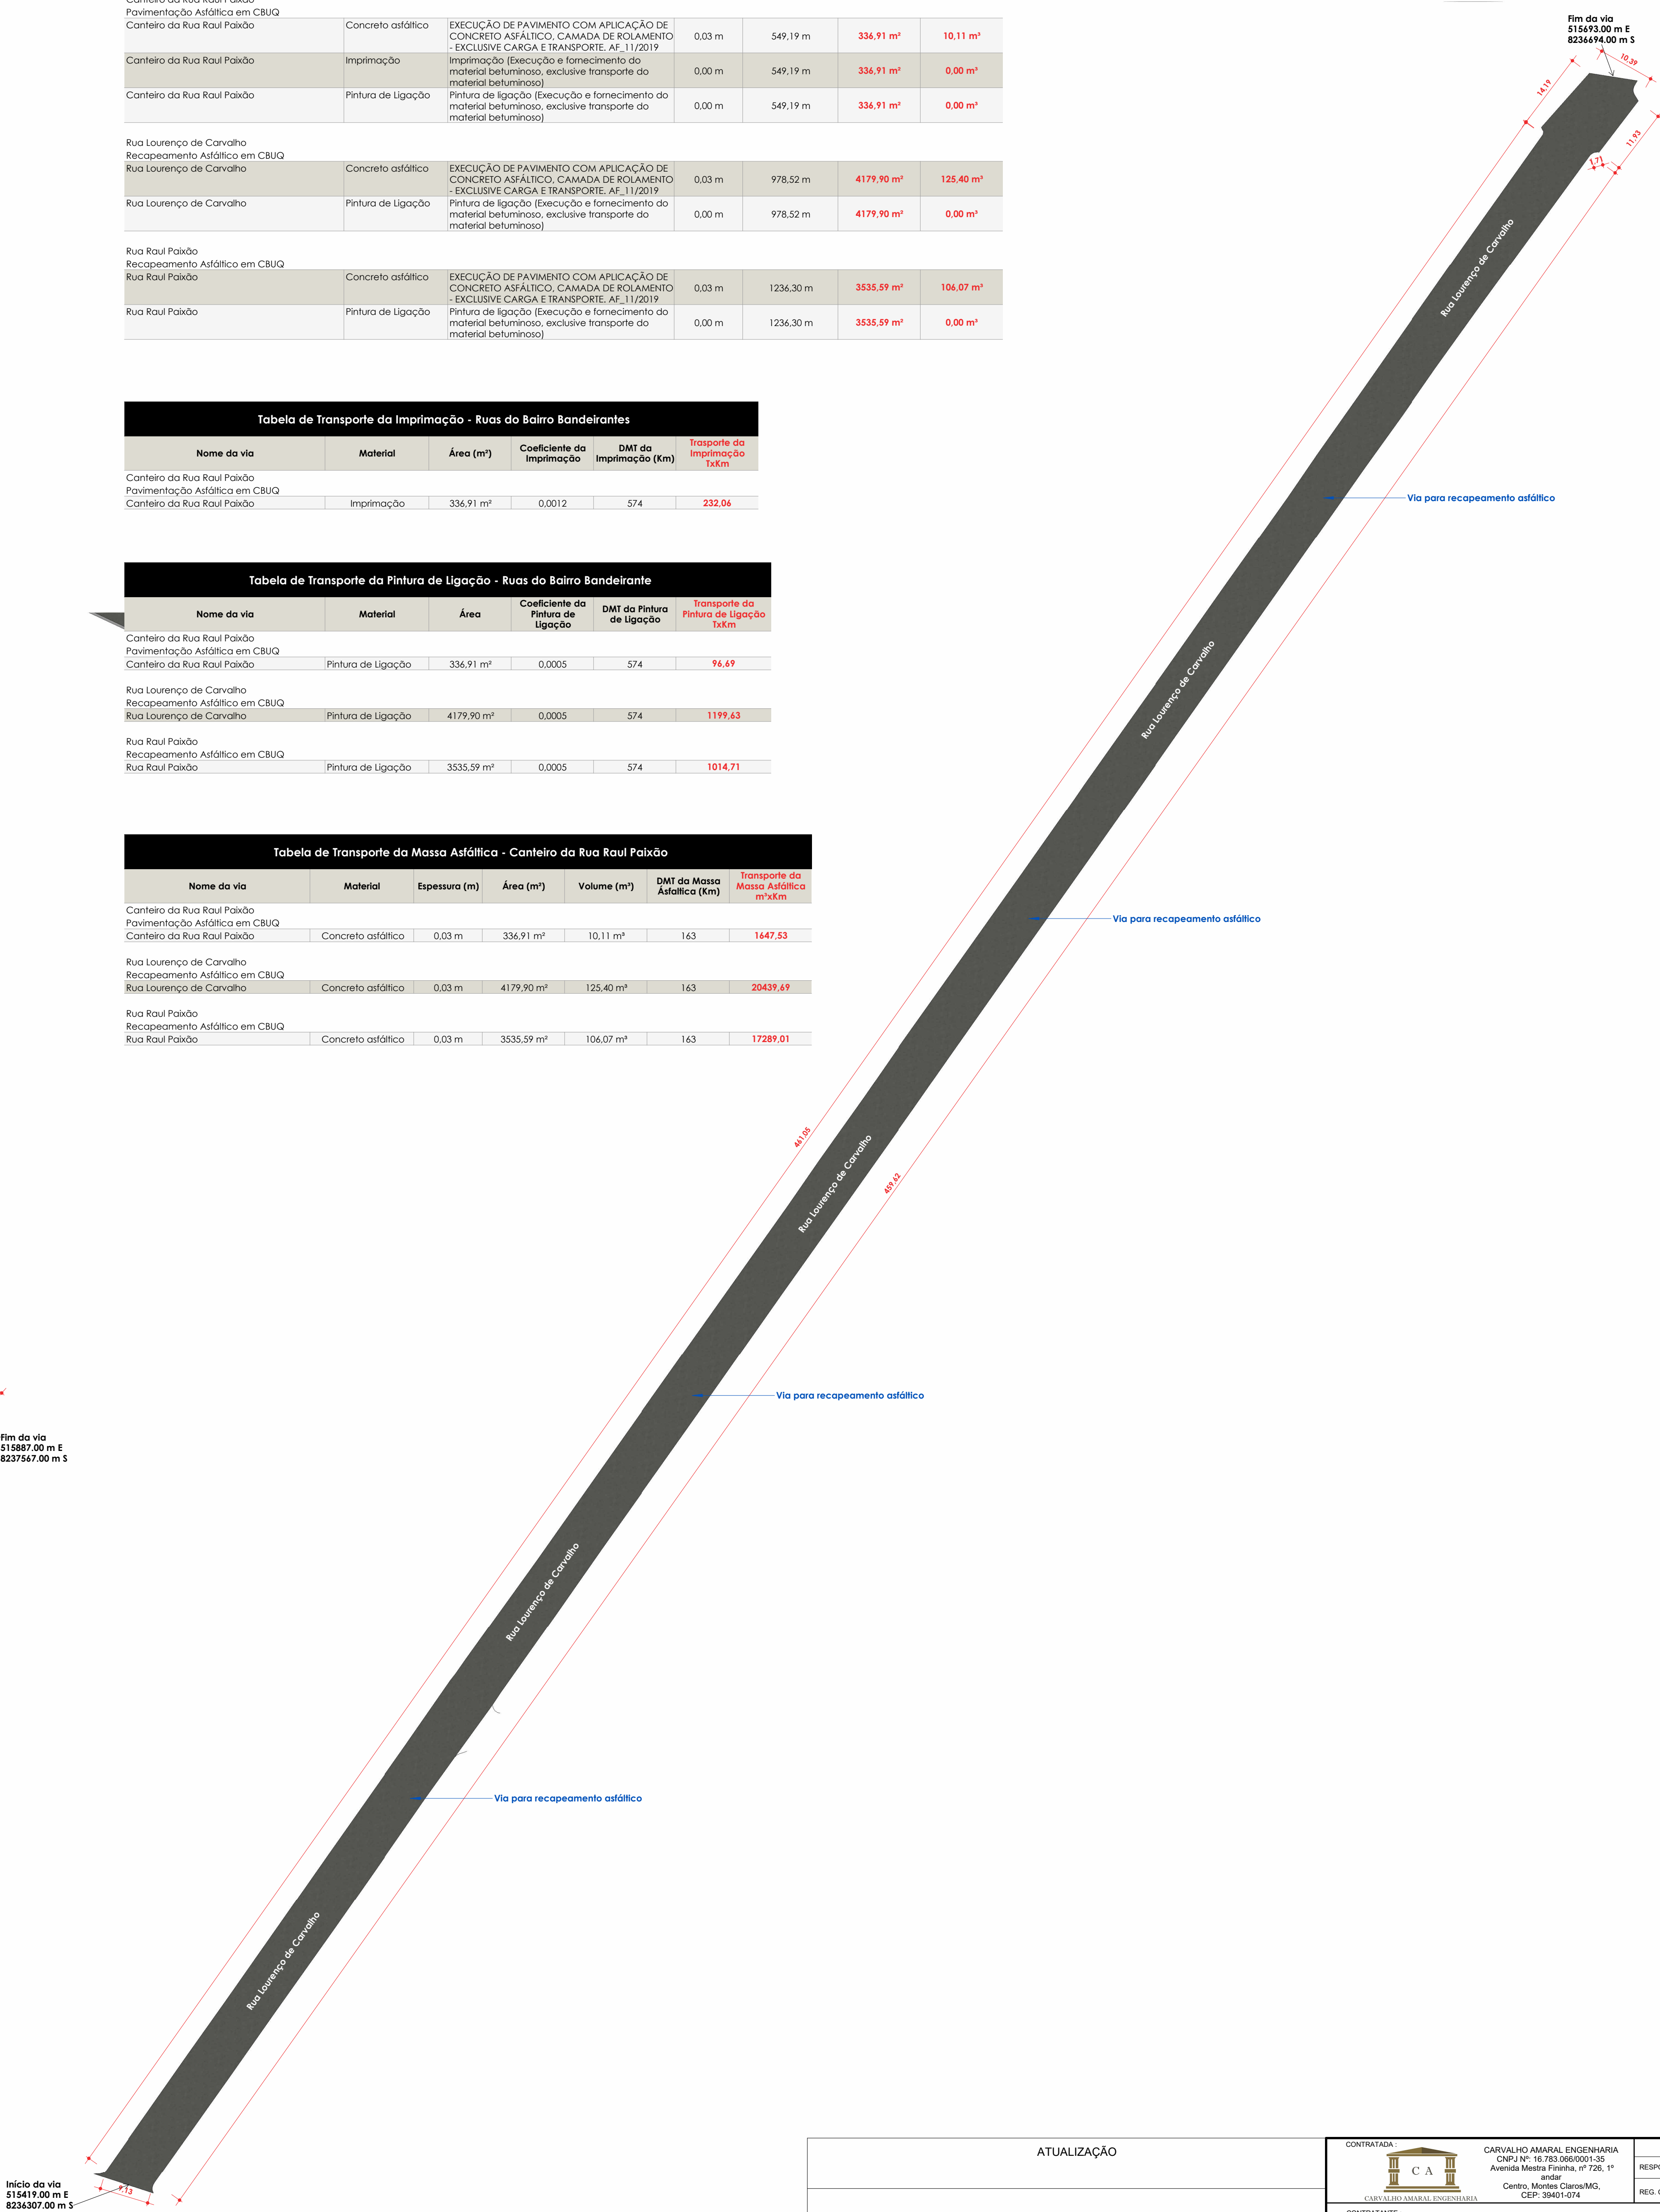 Pavimentação Asfáltica em CBUQ
Canteiro da Rua Raul Paixão Concreto asfáltico EXECUÇÃO DE PAVIMENTO COM APLICAÇÃO DE
CONCRETO ASFÁLTICO, CAMADA DE ROLAMENTO
- EXCLUSIVE CARGA E TRANSPORTE. AF_11/2019
0,03 m 549,19 m 336,91 m² 10,11 m³
Canteiro da Rua Raul Paixão Imprimação Imprimação (Execução e fornecimento do
material betuminoso, exclusive transporte do
material betuminoso)
0,00 m 549,19 m 336,91 m² 0,00 m³
Canteiro da Rua Raul Paixão Pintura de Ligação Pintura de ligação (Execução e fornecimento do
material betuminoso, exclusive transporte do
material betuminoso)
0,00 m 549,19 m 336,91 m² 0,00 m³
Rua Lourenço de Carvalho
Recapeamento Asfáltico em CBUQ
Rua Lourenço de Carvalho Concreto asfáltico EXECUÇÃO DE PAVIMENTO COM APLICAÇÃO DE
CONCRETO ASFÁLTICO, CAMADA DE ROLAMENTO
- EXCLUSIVE CARGA E TRANSPORTE. AF_11/2019
0,03 m 978,52 m 4179,90 m² 125,40 m³
Rua Lourenço de Carvalho Pintura de Ligação Pintura de ligação (Execução e fornecimento do
material betuminoso, exclusive transporte do
material betuminoso)
0,00 m 978,52 m 4179,90 m² 0,00 m³
Rua Raul Paixão
Recapeamento Asfáltico em CBUQ
Rua Raul Paixão Concreto asfáltico EXECUÇÃO DE PAVIMENTO COM APLICAÇÃO DE
CONCRETO ASFÁLTICO, CAMADA DE ROLAMENTO
- EXCLUSIVE CARGA E TRANSPORTE. AF_11/2019
0,03 m 1236,30 m 3535,59 m² 106,07 m³
Rua Raul Paixão Pintura de Ligação Pintura de ligação (Execução e fornecimento do
material betuminoso, exclusive transporte do
material betuminoso)
0,00 m 1236,30 m 3535,59 m² 0,00 m³
Tabela de Transporte da Imprimação - Ruas do Bairro Bandeirantes
Nome da via Material Área (m²) Coeficiente da
Imprimação
DMT da
Imprimação (Km)
Trasporte da
Imprimação
TxKm
Canteiro da Rua Raul Paixão
Pavimentação Asfáltica em CBUQ
Canteiro da Rua Raul Paixão Imprimação 336,91 m² 0,0012 574 232,06
Tabela de Transporte da Pintura de Ligação - Ruas do Bairro Bandeirante
Nome da via Material Área Coeficiente da
Pintura de
Ligação
DMT da Pintura
de Ligação
Transporte da
Pintura de Ligação
TxKm
Canteiro da Rua Raul Paixão
Pavimentação Asfáltica em CBUQ
Canteiro da Rua Raul Paixão Pintura de Ligação 336,91 m² 0,0005 574 96,69
Rua Lourenço de Carvalho
Recapeamento Asfáltico em CBUQ
Rua Lourenço de Carvalho Pintura de Ligação 4179,90 m² 0,0005 574 1199,63
Rua Raul Paixão
Recapeamento Asfáltico em CBUQ
Rua Raul Paixão Pintura de Ligação 3535,59 m² 0,0005 574 1014,71
Tabela de Transporte da Massa Asfáltica - Canteiro da Rua Raul Paixão
Nome da via Material Espessura (m) Área (m²) Volume (m³) DMT da Massa
Ásfaltica (Km)
Transporte da
Massa Asfáltica
m³xKm
Canteiro da Rua Raul Paixão
Pavimentação Asfáltica em CBUQ
Canteiro da Rua Raul Paixão Concreto asfáltico 0,03 m 336,91 m² 10,11 m³ 163 1647,53
Rua Lourenço de Carvalho
Recapeamento Asfáltico em CBUQ
Rua Lourenço de Carvalho Concreto asfáltico 0,03 m 4179,90 m² 125,40 m³ 163 20439,69
Rua Raul Paixão
Recapeamento Asfáltico em CBUQ
Rua Raul Paixão Concreto asfáltico 0,03 m 3535,59 m² 106,07 m³ 163 17289,01
Fim da via
515693.00 m E
8236694.00 m S
10,39
14,19
11,93
1,71
Rua Lourenço de Carvalho
Via para recapeamento asfáltico
Rua Lourenço de Carvalho
Via para recapeamento asfáltico
461,05
459,62
Rua Lourenço de Carvalho
Via para recapeamento asfáltico
Fim da via
515887.00 m E
8237567.00 m S
Rua Lourenço de Carvalho
Via para recapeamento asfáltico
Rua Lourenço de Carvalho
Início da via
515419.00 m E
8236307.00 m S
9,13
ATUALIZAÇÃO
CONTRATADA :
C A
CARVALHO AMARAL ENGENHARIA
CARVALHO AMARAL ENGENHARIA
CNPJ Nº: 16.783.066/0001-35
Avenida Mestra Fininha, nº 726, 1º
andar
Centro, Montes Claros/MG,
CEP: 39401-074